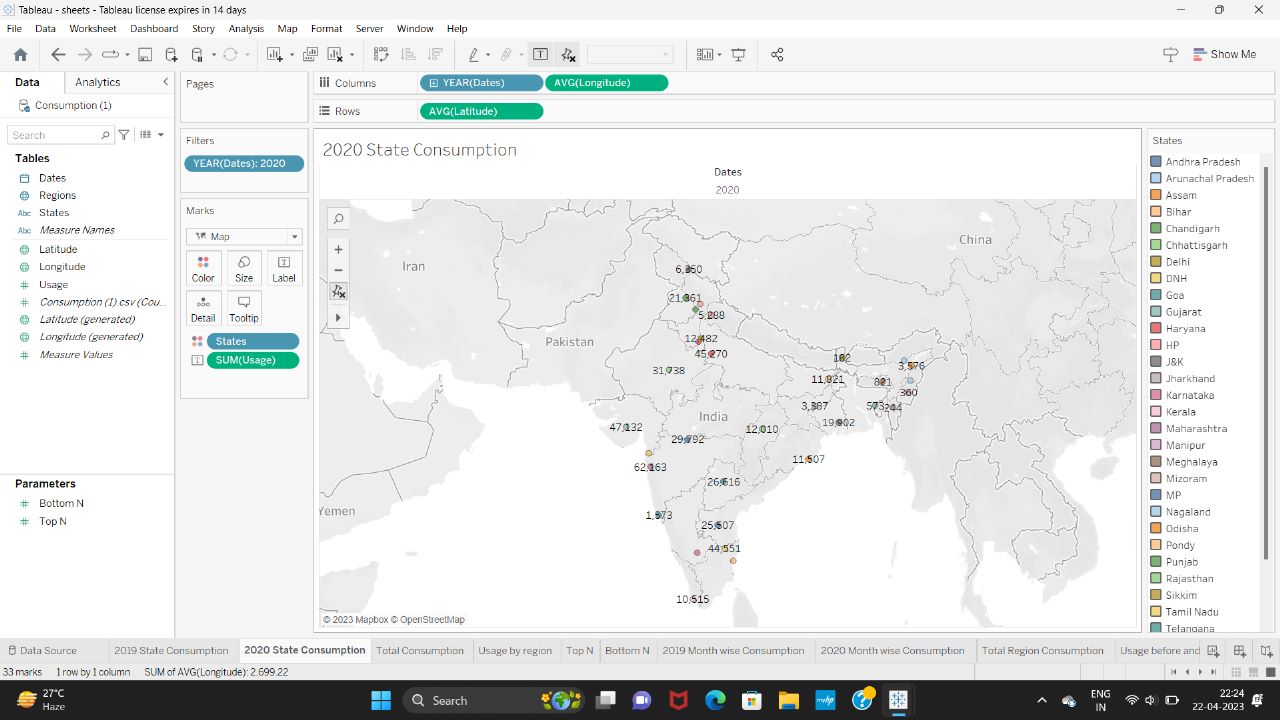 Tableau - sheets - Tableau license expires in 14 days
File Data Worksheet Dashboard Story Analysis Map Format Server Window Help
Show Me
Data Analytics
Consumption (1)
Search
Tables
Dates
Regions
Abc States
Abc Measure Names
Latitude
Longitude
Usage
Consumption (1).csv (Cou...
Latitude (generated)
Longitude (generated)
Measure Values
Parameters
Bottom N
Top N
Pages
Filters
YEAR(Dates): 2020
Marks
Map
Color Size Label
Detail Tooltip
States
SUM(Usage)
Columns YEAR(Dates) AVG(Longitude)
Rows AVG(Latitude)
2020 State Consumption
Dates
2020
Iran
China
Pakistan
India
Yemen
6,350
21,361
5,288
12,482
43,270
31,738
182
3,576
11,921
821
360
3,387
573
244
19,902
47,132
29,792
12,010
62,163
11,507
26,616
1,573
25,607
44,551
10,515
© 2023 Mapbox © OpenStreetMap
States
Andhra Pradesh
Arunachal Pradesh
Assam
Bihar
Chandigarh
Chhattisgarh
Delhi
DNH
Goa
Gujarat
Haryana
HP
J&K
Jharkhand
Karnataka
Kerala
Maharashtra
Manipur
Meghalaya
Mizoram
MP
Nagaland
Odisha
Pondy
Punjab
Rajasthan
Sikkim
Tamil Nadu
Telangana
Data Source 2019 State Consumption 2020 State Consumption Total Consumption Usage by region Top N Bottom N 2019 Month wise Consumption 2020 Month wise Consumption Total Region Consumption Usage before and
33 marks 1 row by 1 column SUM of AVG(Longitude): 2,699.22
27°C
Haze
Search
ENG
IN
22:24
22-04-2023